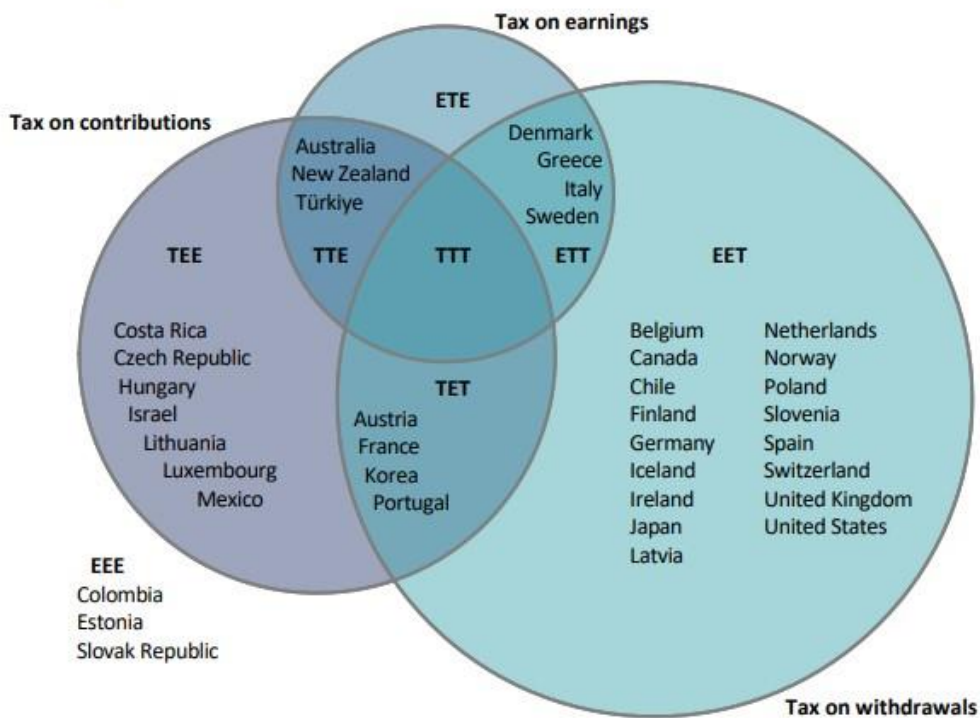 Tax on earnings
Tax on contributions
ETE
Denmark
Greece
Italy
Sweden
Australia
New Zealand
Türkiye
TEE
TTE
TTT
ETT
EET
Costa Rica
Czech Republic
Hungary
Israel
Lithuania
Luxembourg
Mexico
TET
Austria
France
Korea
Portugal
Belgium
Canada
Chile
Finland
Germany
Iceland
Ireland
Japan
Latvia
Netherlands
Norway
Poland
Slovenia
Spain
Switzerland
United Kingdom
United States
EEE
Colombia
Estonia
Slovak Republic
Tax on withdrawals